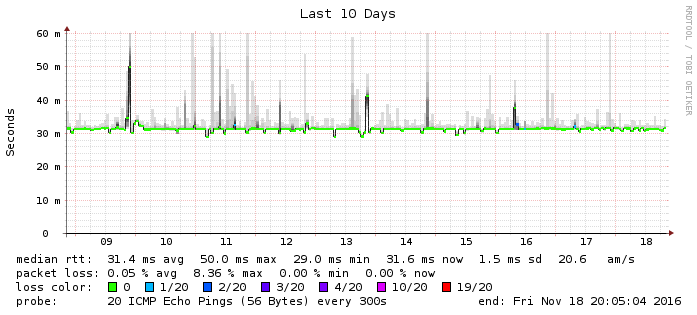 Last 10 Days
RRDTOOL / TOBI OETIKER
Seconds
60 m
50 m
40 m
30 m
20 m
10 m
0
09 10 11 12 13 14 15 16 17 18
median rtt: 31.4 ms avg 50.0 ms max 29.0 ms min 31.6 ms now 1.5 ms sd 20.6 am/s
packet loss: 0.05 % avg 8.36 % max 0.00 % min 0.00 % now
loss color: 0 1/20 2/20 3/20 4/20 10/20 19/20
probe: 20 ICMP Echo Pings (56 Bytes) every 300s end: Fri Nov 18 20:05:04 2016